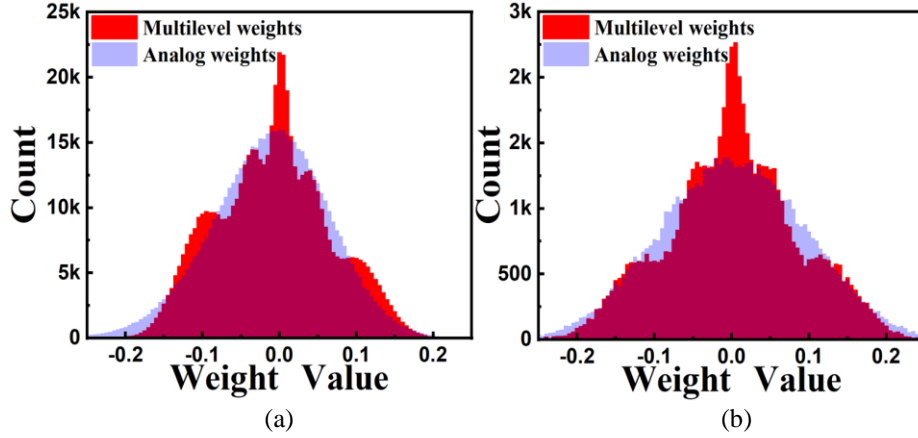 25k
20k
15k
10k
5k
0
Count
Multilevel weights
Analog weights
-0.2 -0.1 0.0 0.1 0.2
Weight Value
(a)
3k
2k
2k
1k
500
0
Count
Multilevel weights
Analog weights
-0.2 -0.1 0.0 0.1 0.2
Weight Value
(b)